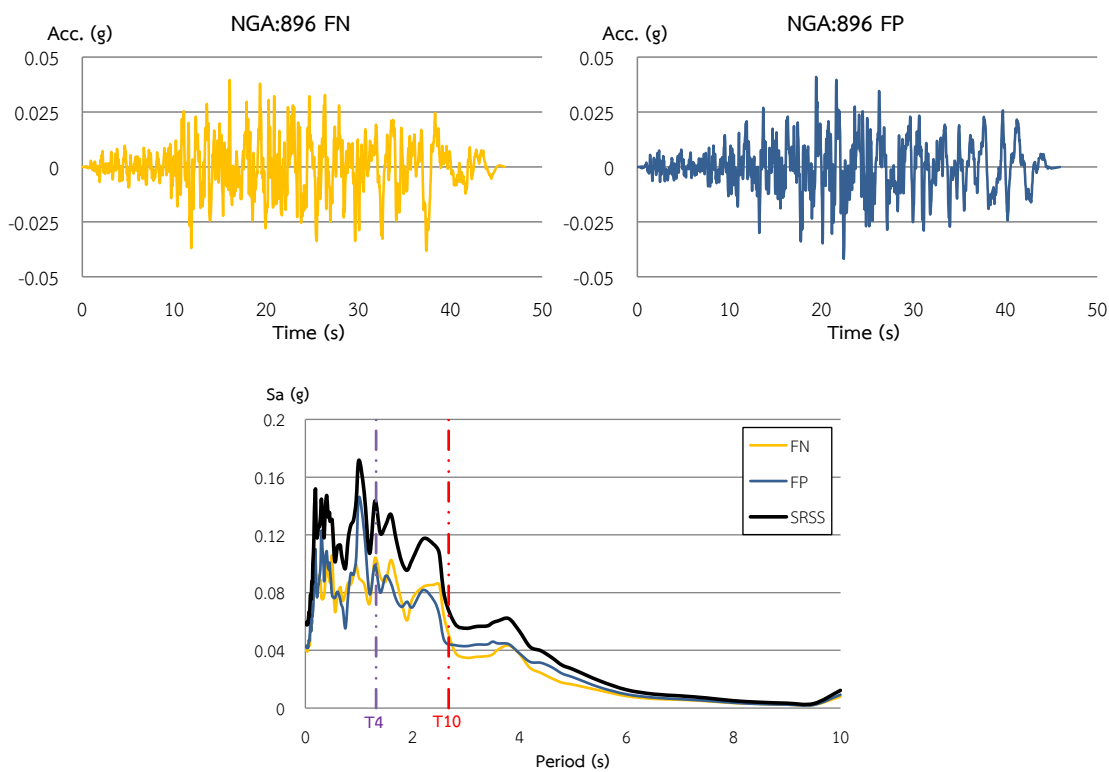 NGA:896 FN
Acc. (g)
0.05
0.025
0
-0.025
-0.05
0 10 20 30 40 50
Time (s)
NGA:896 FP
Acc. (g)
0.05
0.025
0
-0.025
-0.05
0 10 20 30 40 50
Time (s)
Sa (g)
0.2
0.16
0.12
0.08
0.04
0
FN
FP
SRSS
T4 T10
0 2 4 6 8 10
Period (s)